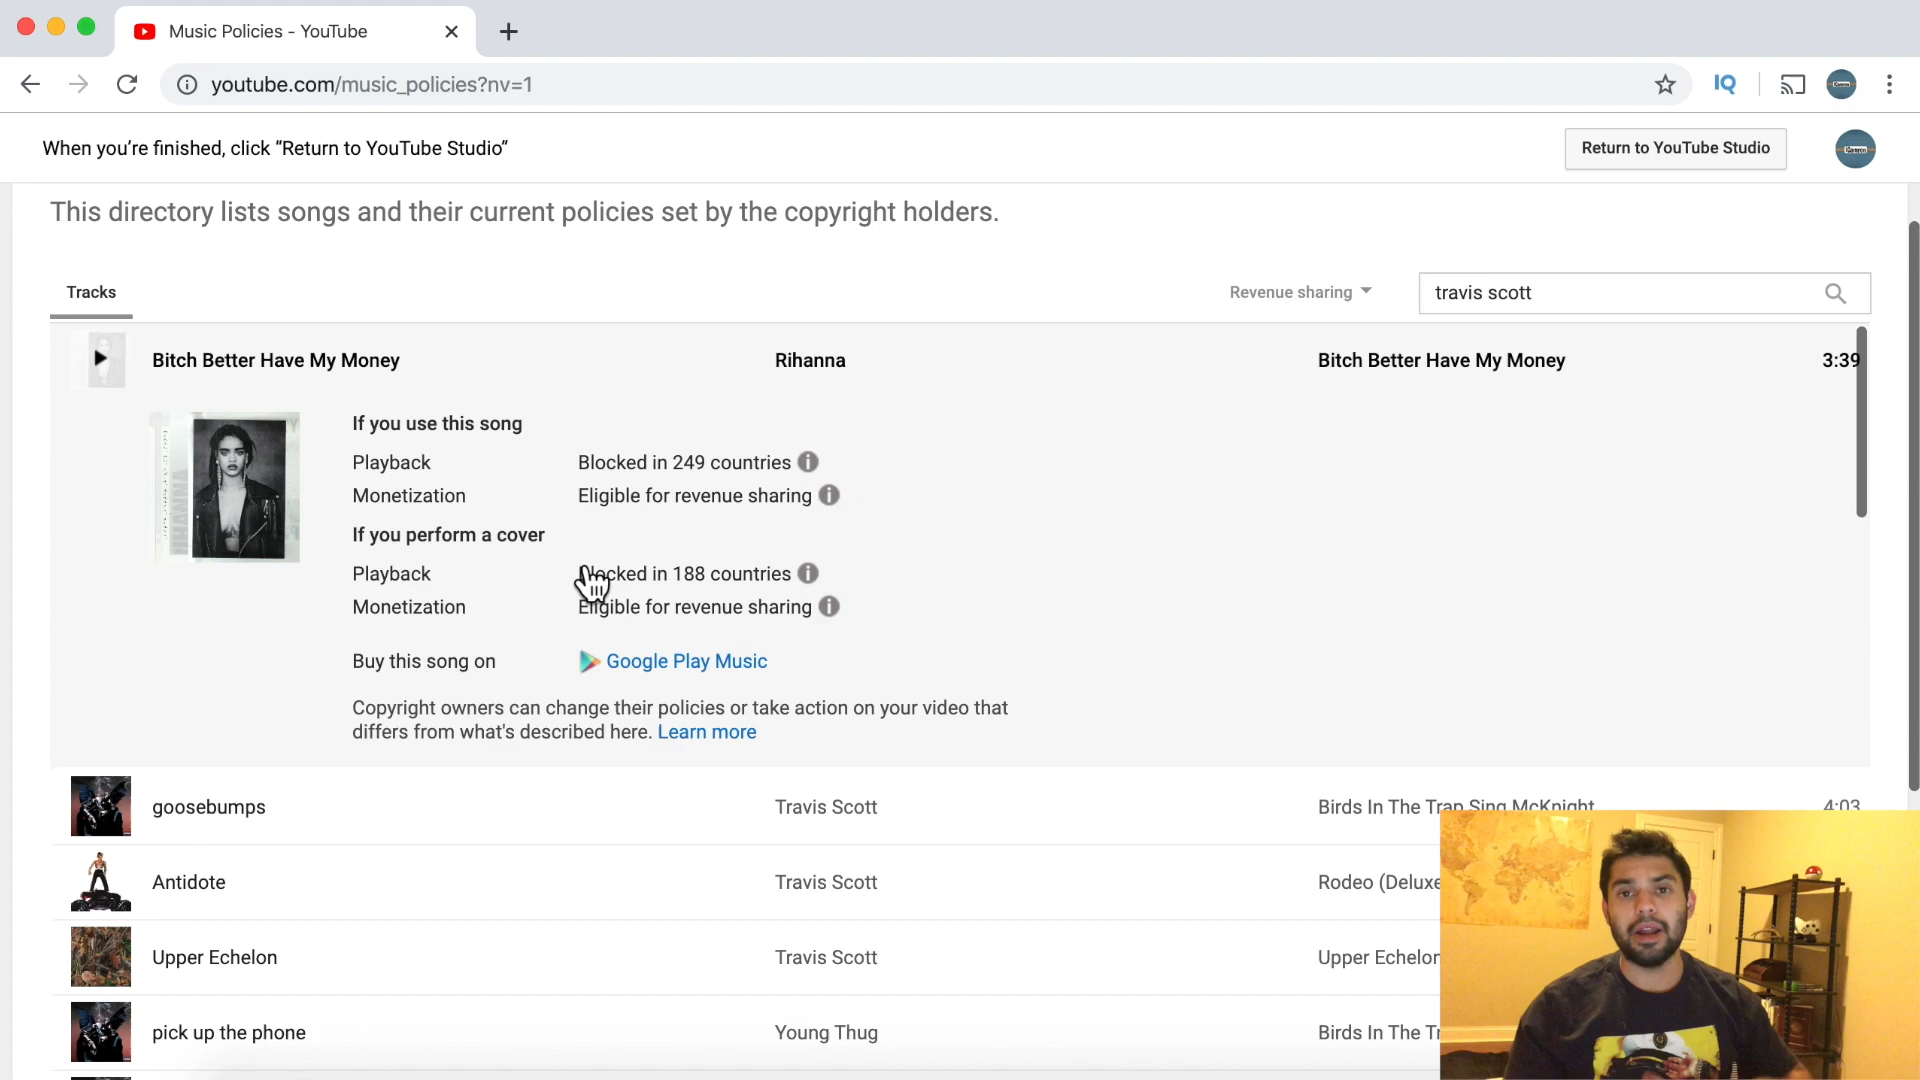 Music Policies - YouTube
youtube.com/music_policies?nv=1
IQ
When you’re finished, click “Return to YouTube Studio”
Return to YouTube Studio
This directory lists songs and their current policies set by the copyright holders.
Tracks
Revenue sharing
travis scott
Bitch Better Have My Money Rihanna Bitch Better Have My Money 3:39
If you use this song
Playback Blocked in 249 countries
Monetization Eligible for revenue sharing
If you perform a cover
Playback Blocked in 188 countries
Monetization Eligible for revenue sharing
Buy this song on Google Play Music
Copyright owners can change their policies or take action on your video that
differs from what's described here. Learn more
goosebumps Travis Scott Birds In The Trap Sing McKnight 4:03
Antidote Travis Scott Rodeo (Deluxe
Upper Echelon Travis Scott Upper Echelon
pick up the phone Young Thug Birds In The Tr